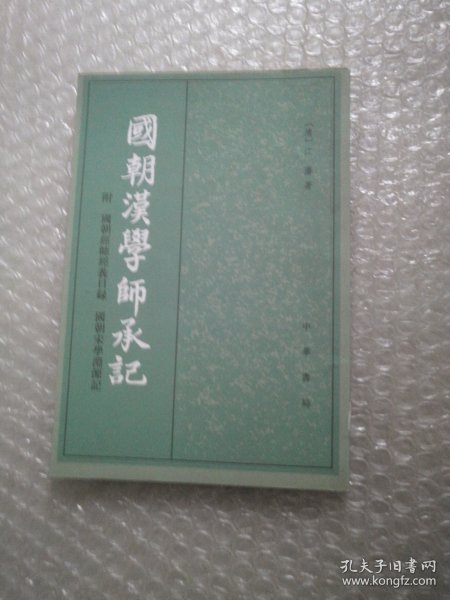 國朝漢學師承記
附 國朝經師經義目録 國朝宋學淵源記
〔清〕江藩著
中華書局
孔夫子旧书网
www.kongfz.com